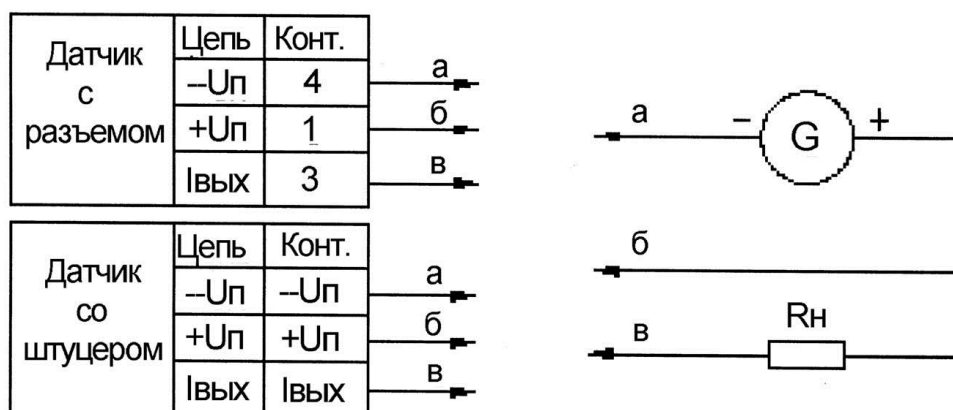 Датчик
с
разъемом
Цепь Конт.
--Uп 4
+Uп 1
Iвых 3
а
б
в
Датчик
со
штуцером
Цепь Конт.
--Uп --Uп
+Uп +Uп
Iвых Iвых
а
б
в
а – G +
б
в Rн